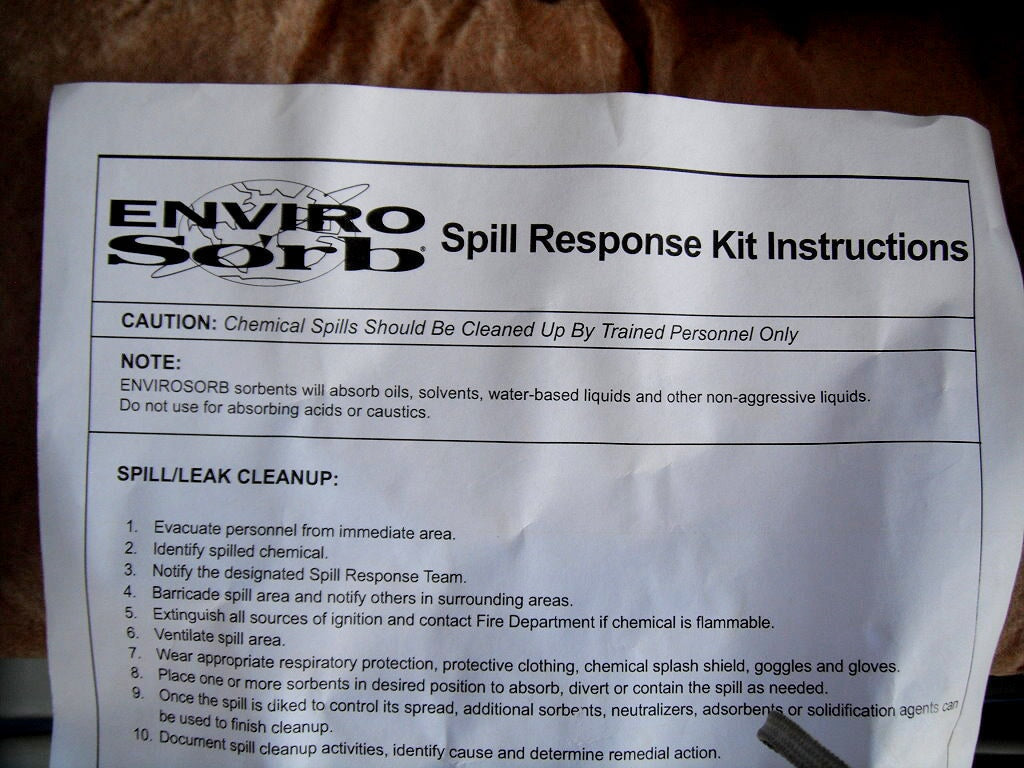 ENVIRO
Sorb®
Spill Response Kit Instructions
CAUTION: Chemical Spills Should Be Cleaned Up By Trained Personnel Only
NOTE:
ENVIROSORB sorbents will absorb oils, solvents, water-based liquids and other non-aggressive liquids.
Do not use for absorbing acids or caustics.
SPILL/LEAK CLEANUP:
1. Evacuate personnel from immediate area.
2. Identify spilled chemical.
3. Notify the designated Spill Response Team.
4. Barricade spill area and notify others in surrounding areas.
5. Extinguish all sources of ignition and contact Fire Department if chemical is flammable.
6. Ventilate spill area.
7. Wear appropriate respiratory protection, protective clothing, chemical splash shield, goggles and gloves.
8. Place one or more sorbents in desired position to absorb, divert or contain the spill as needed.
9. Once the spill is diked to control its spread, additional sorbents, neutralizers, adsorbents or solidification agents can
be used to finish cleanup.
10. Document spill cleanup activities, identify cause and determine remedial action.